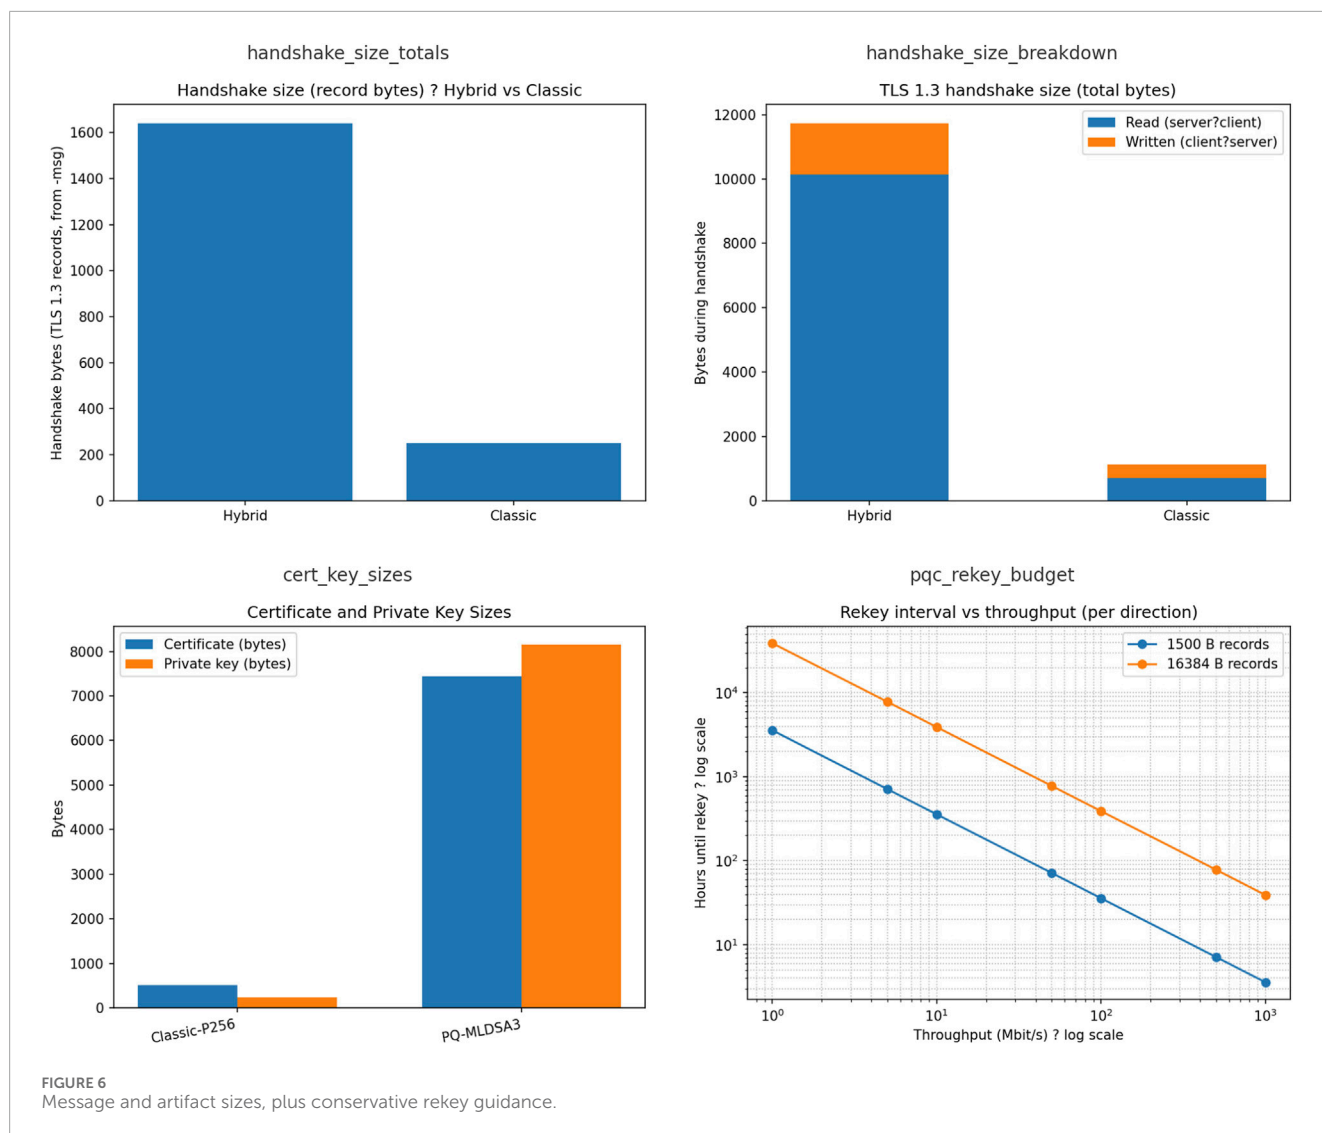 handshake_size_totals
Handshake size (record bytes) ? Hybrid vs Classic
Handshake bytes (TLS 1.3 records, from -msg)
1600
1400
1200
1000
800
600
400
200
0
Hybrid
Classic
handshake_size_breakdown
TLS 1.3 handshake size (total bytes)
Bytes during handshake
12000
10000
8000
6000
4000
2000
0
Read (server?client)
Written (client?server)
Hybrid
Classic
cert_key_sizes
Certificate and Private Key Sizes
Bytes
8000
7000
6000
5000
4000
3000
2000
1000
0
Certificate (bytes)
Private key (bytes)
Classic-P256
PQ-MLDSA3
pqc_rekey_budget
Rekey interval vs throughput (per direction)
Hours until rekey ? log scale
10⁴
10³
10²
10¹
1500 B records
16384 B records
10⁰
10¹
10²
10³
Throughput (Mbit/s) ? log scale
FIGURE 6
Message and artifact sizes, plus conservative rekey guidance.